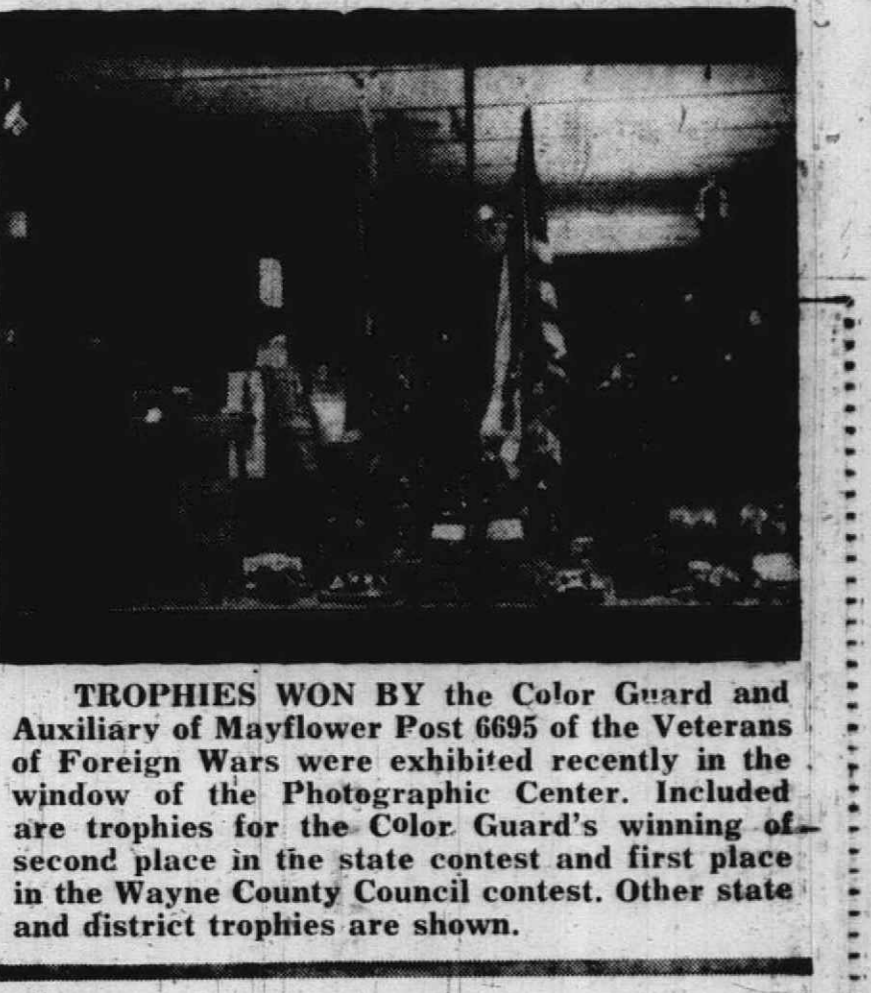 TROPHIES WON BY the Color Guard and
Auxiliary of Mayflower Post 6695 of the Veterans
of Foreign Wars were exhibited recently in the
window of the Photographic Center. Included
are trophies for the Color Guard's winning of
second place in the state contest and first place
in the Wayne County Council contest. Other state
and district trophies are shown.